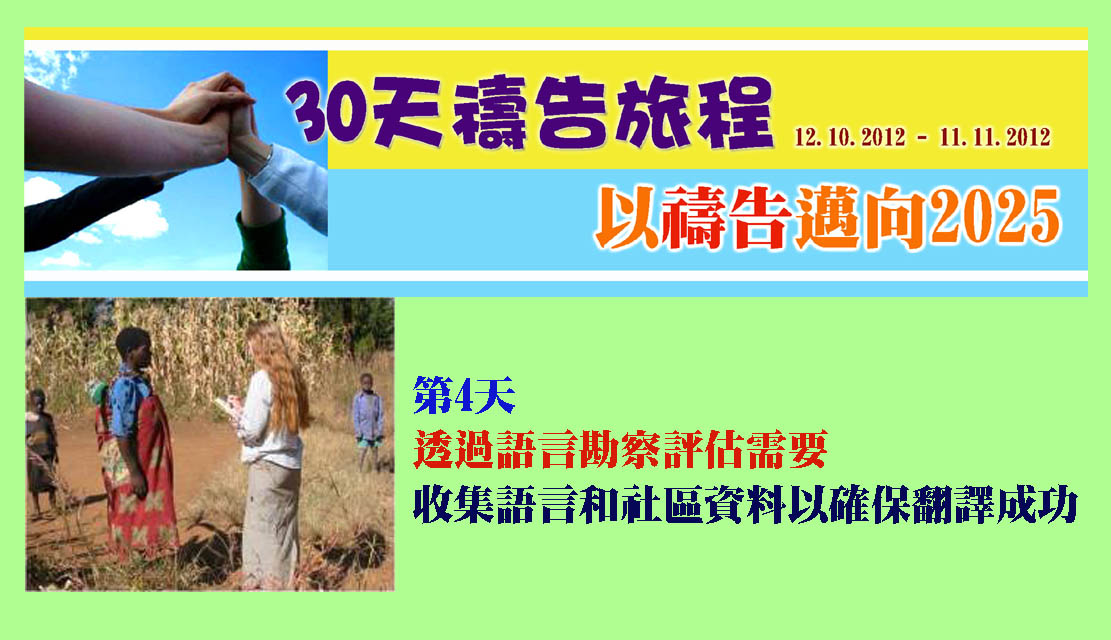 30天禱告旅程
12.10.2012 - 11.11.2012
以禱告邁向2025
第4天
透過語言勘察評估需要
收集語言和社區資料以確保翻譯成功